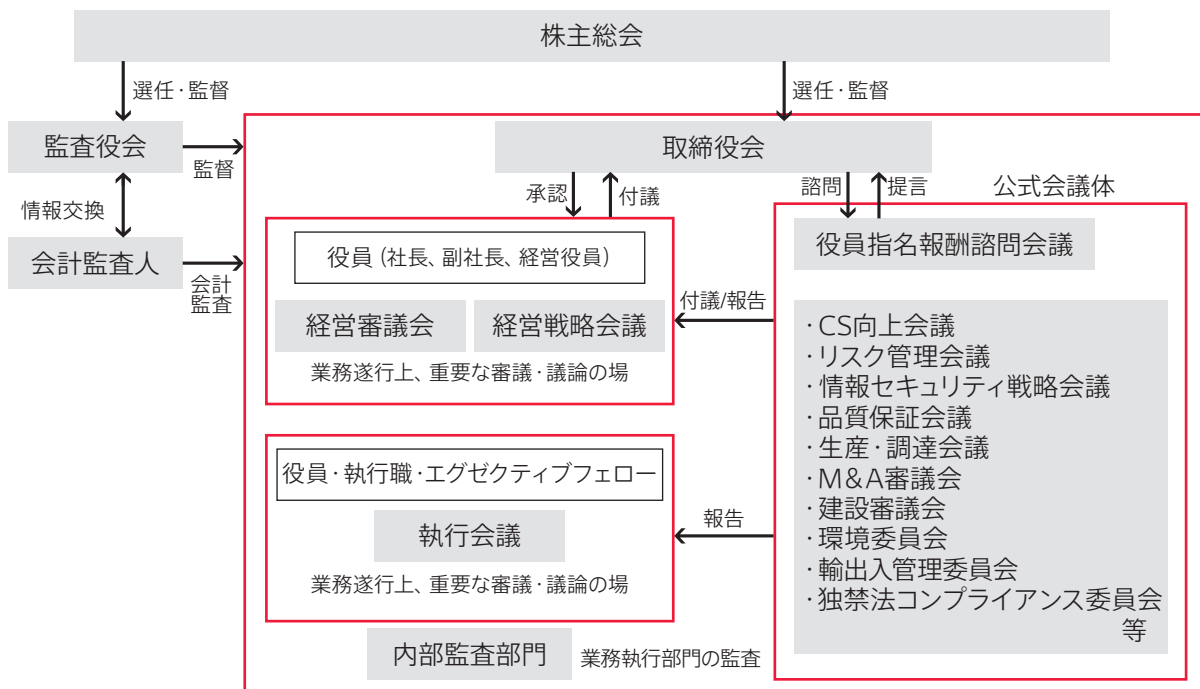 株主総会
選任・監督
選任・監督
監査役会
監督
取締役会
情報交換
承認
付議
諮問
提言
公式会議体
会計監査人
会計
監査
役員（社長、副社長、経営役員）
役員指名報酬諮問会議
経営審議会
経営戦略会議
付議/報告
業務遂行上、重要な審議・議論の場
・CS向上会議
・リスク管理会議
・情報セキュリティ戦略会議
・品質保証会議
・生産・調達会議
・M&A審議会
・建設審議会
・環境委員会
・輸出入管理委員会
・独禁法コンプライアンス委員会
等
役員・執行職・エグゼクティブフェロー
執行会議
報告
業務遂行上、重要な審議・議論の場
内部監査部門
業務執行部門の監査